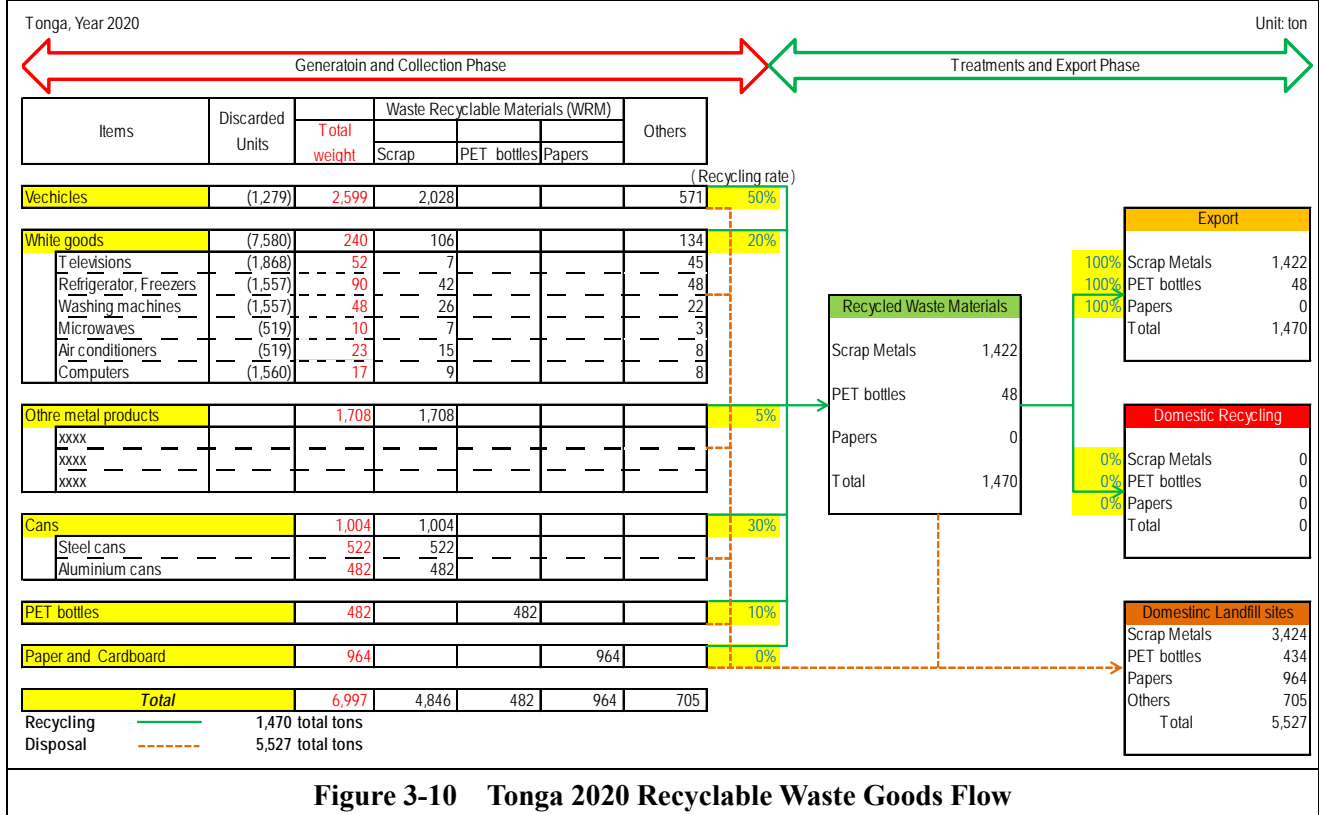 Tonga, Year 2020 Unit: ton
Generatoin and Collection Phase Treatments and Export Phase
Items Discarded Units Total weight Waste Recyclable Materials (WRM) Others
Scrap PET bottles Papers
(Recycling rate)
Vechicles (1,279) 2,599 2,028 571 50%
White goods (7,580) 240 106 134 20%
Televisions (1,868) 52 7 45
Refrigerator, Freezers (1,557) 90 42 48
Washing machines (1,557) 48 26 22
Microwaves (519) 10 7 3
Air conditioners (519) 23 15 8
Computers (1,560) 17 9 8
Othre metal products 1,708 1,708 5%
xxxx
xxxx
xxxx
Cans 1,004 1,004 30%
Steel cans 522 522
Aluminium cans 482 482
PET bottles 482 482 10%
Paper and Cardboard 964 964 0%
Total 6,997 4,846 482 964 705
Recycling 1,470 total tons
Disposal 5,527 total tons
Recycled Waste Materials
Scrap Metals 1,422
PET bottles 48
Papers 0
Total 1,470
Export
100% Scrap Metals 1,422
100% PET bottles 48
100% Papers 0
Total 1,470
Domestic Recycling
0% Scrap Metals 0
0% PET bottles 0
0% Papers 0
Total 0
Domestinc Landfill sites
Scrap Metals 3,424
PET bottles 434
Papers 964
Others 705
Total 5,527
Figure 3-10 Tonga 2020 Recyclable Waste Goods Flow